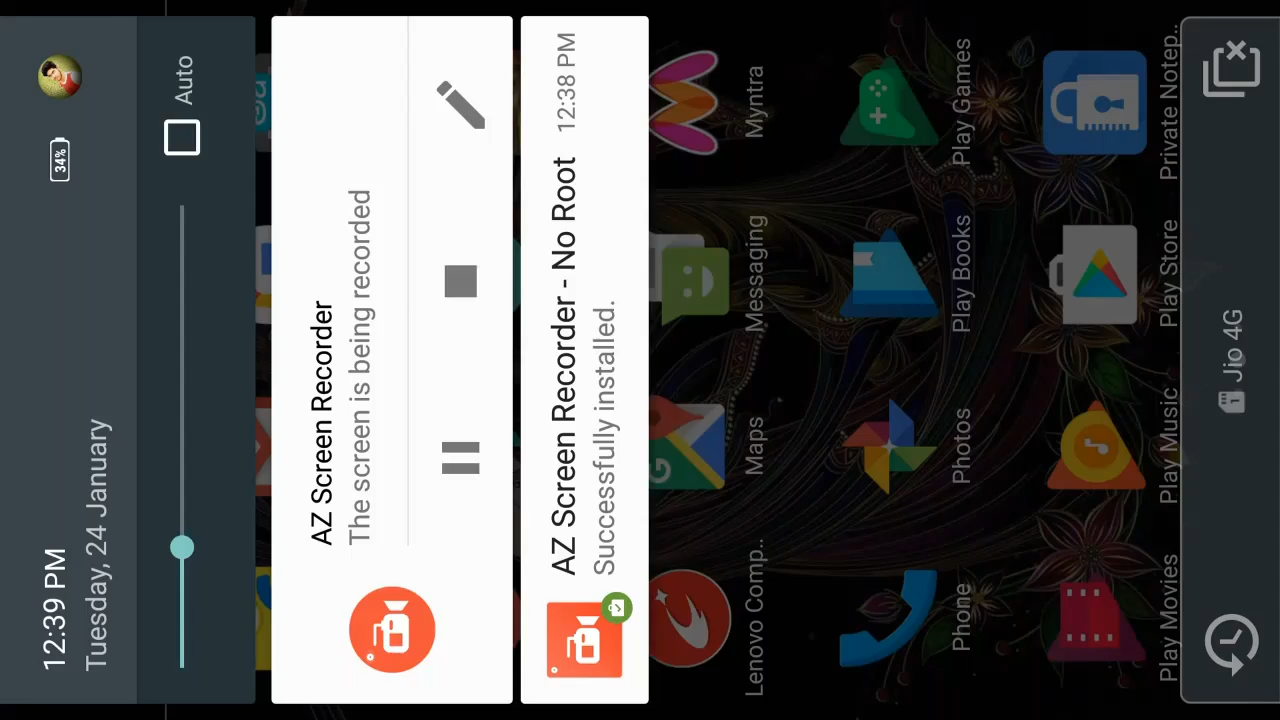 12:39 PM
Tuesday, 24 January
34%
Auto
AZ Screen Recorder
The screen is being recorded
AZ Screen Recorder - No Root 12:38 PM
Successfully installed.
Lenovo Comp.. Maps Messaging Myntra
Phone Photos Play Books Play Games
Play Movies Play Music Play Store Private Notep..
Jio 4G